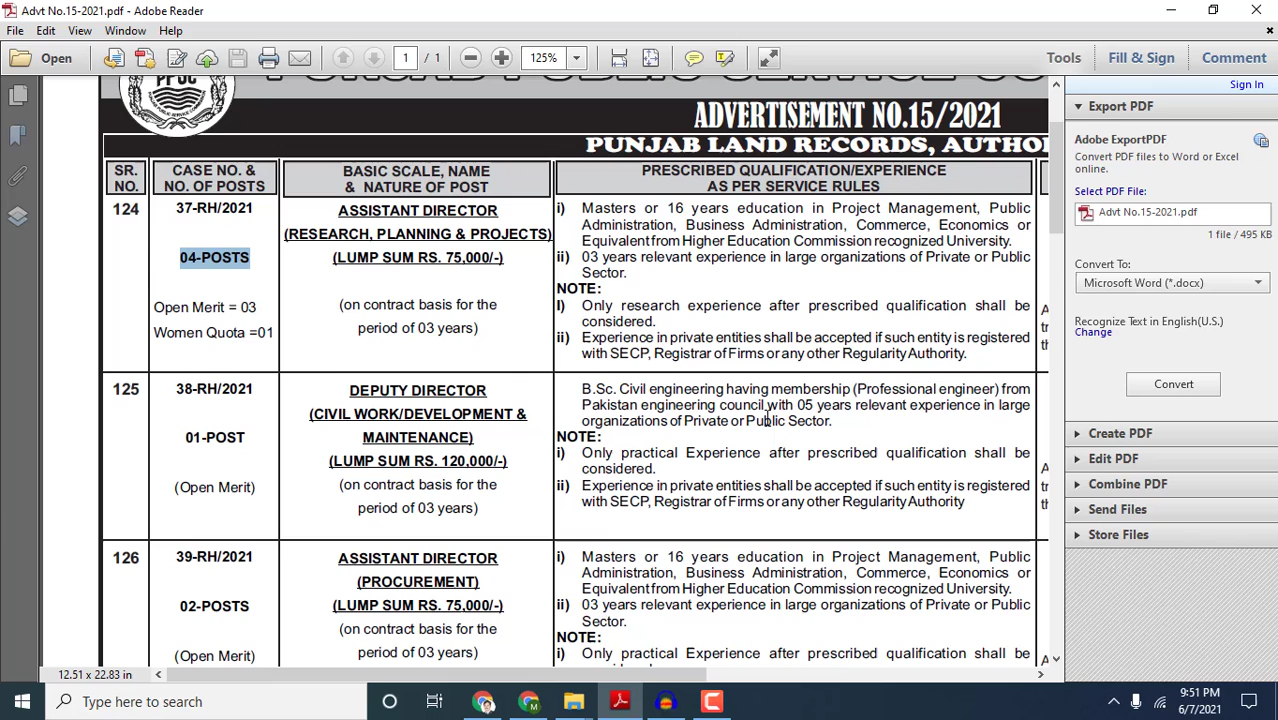 Advt No.15-2021.pdf - Adobe Reader
File Edit View Window Help
Open 1 / 1 125% Tools Fill & Sign Comment
ADVERTISEMENT NO.15/2021
PUNJAB LAND RECORDS, AUTHO
SR. NO.
CASE NO. & NO. OF POSTS
BASIC SCALE, NAME & NATURE OF POST
PRESCRIBED QUALIFICATION/EXPERIENCE
AS PER SERVICE RULES
124
37-RH/2021
04-POSTS
Open Merit = 03
Women Quota =01
ASSISTANT DIRECTOR
(RESEARCH, PLANNING & PROJECTS)
(LUMP SUM RS. 75,000/-)
(on contract basis for the
period of 03 years)
i) Masters or 16 years education in Project Management, Public
Administration, Business Administration, Commerce, Economics or
Equivalent from Higher Education Commission recognized University.
ii) 03 years relevant experience in large organizations of Private or Public
Sector.
NOTE:
I) Only research experience after prescribed qualification shall be
considered.
ii) Experience in private entities shall be accepted if such entity is registered
with SECP, Registrar of Firms or any other Regularity Authority.
125
38-RH/2021
01-POST
(Open Merit)
DEPUTY DIRECTOR
(CIVIL WORK/DEVELOPMENT &
MAINTENANCE)
(LUMP SUM RS. 120,000/-)
(on contract basis for the
period of 03 years)
B.Sc. Civil engineering having membership (Professional engineer) from
Pakistan engineering council with 05 years relevant experience in large
organizations of Private or Public Sector.
NOTE:
i) Only practical Experience after prescribed qualification shall be
considered.
ii) Experience in private entities shall be accepted if such entity is registered
with SECP, Registrar of Firms or any other Regularity Authority
126
39-RH/2021
02-POSTS
(Open Merit)
ASSISTANT DIRECTOR
(PROCUREMENT)
(LUMP SUM RS. 75,000/-)
(on contract basis for the
period of 03 years)
i) Masters or 16 years education in Project Management, Public
Administration, Business Administration, Commerce, Economics or
Equivalent from Higher Education Commission recognized University.
ii) 03 years relevant experience in large organizations of Private or Public
Sector.
NOTE:
i) Only practical Experience after prescribed qualification shall be
12.51 x 22.83 in
Sign In
Export PDF
Adobe ExportPDF
Convert PDF files to Word or Excel
online.
Select PDF File:
Advt No.15-2021.pdf
1 file / 495 KB
Convert To:
Microsoft Word (*.docx)
Recognize Text in English(U.S.)
Change
Convert
Create PDF
Edit PDF
Combine PDF
Send Files
Store Files
Type here to search
9:51 PM
6/7/2021